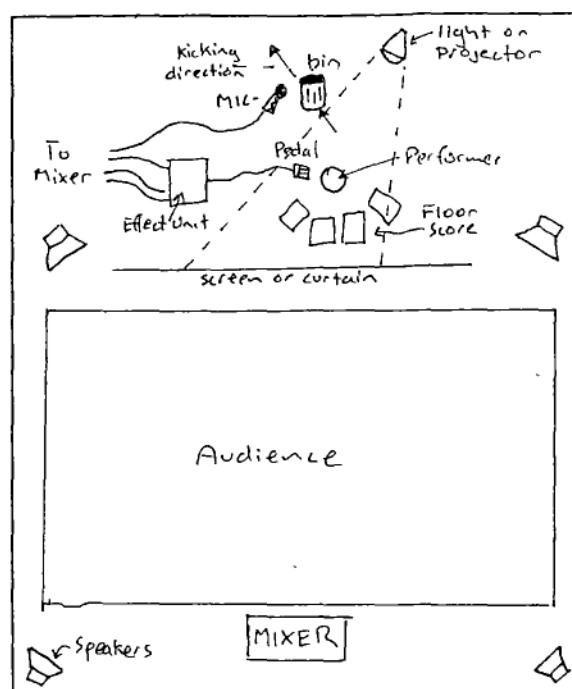 light on
Projector
Kicking
direction
bin
MIC
To
Mixer
Pedal
Performer
Effect Unit
Floor
Score
screen or curtain
Audience
MIXER
Speakers